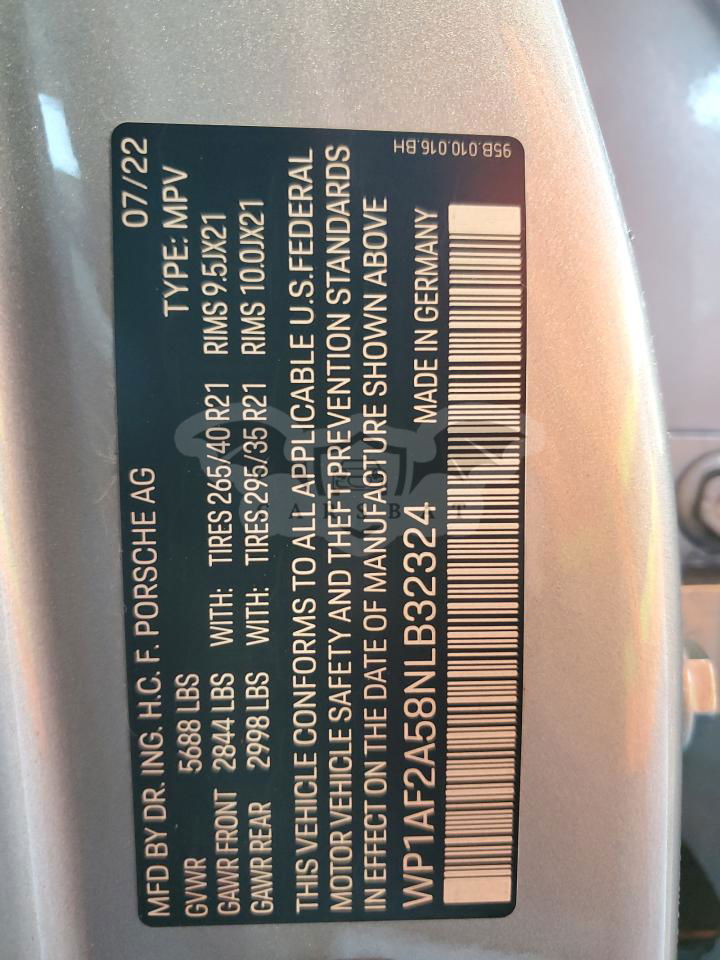 MFD BY DR. ING. H.C. F. PORSCHE AG 07/22
GVWR 5688 LBS TYPE: MPV
GAWR FRONT 2844 LBS WITH: TIRES 265/40 R21 RIMS 9.5JX21
GAWR REAR 2998 LBS WITH: TIRES 295/35 R21 RIMS 10.0JX21
THIS VEHICLE CONFORMS TO ALL APPLICABLE U.S. FEDERAL
MOTOR VEHICLE SAFETY AND THEFT PREVENTION STANDARDS
IN EFFECT ON THE DATE OF MANUFACTURE SHOWN ABOVE
WP1AF2A58NLB32324 MADE IN GERMANY
95B.010.016.BH